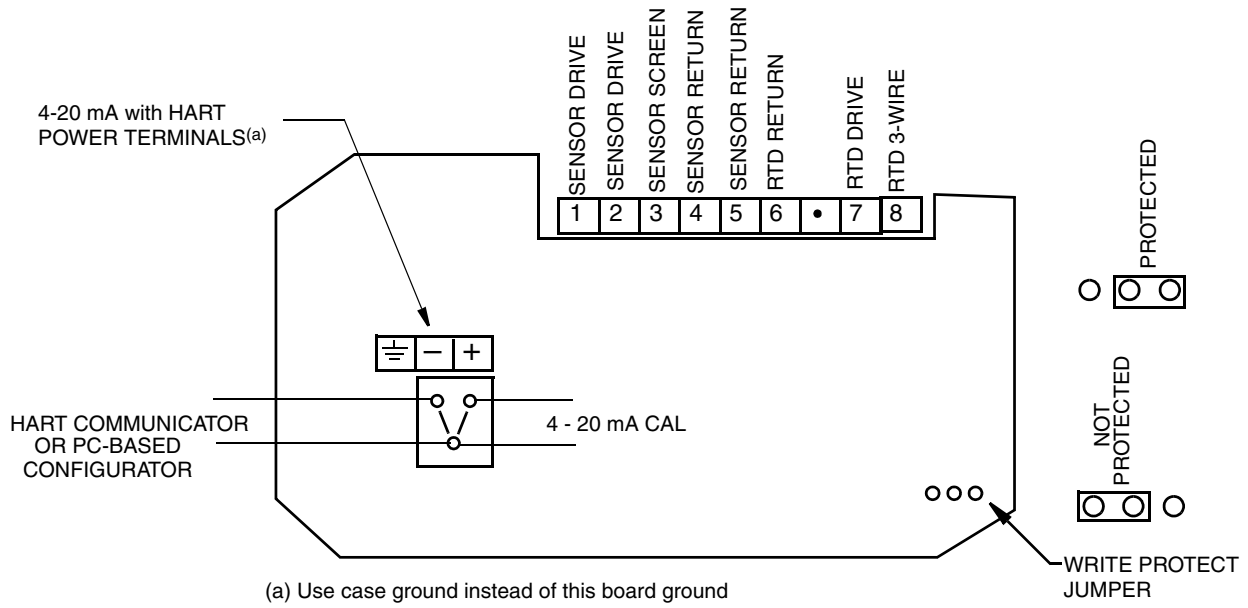 SENSOR DRIVE
SENSOR DRIVE
SENSOR SCREEN
SENSOR RETURN
SENSOR RETURN
RTD RETURN
RTD DRIVE
RTD 3-WIRE
1 2 3 4 5 6 • 7 8
4-20 mA with HART
POWER TERMINALS(a)
PROTECTED
− +
HART COMMUNICATOR
OR PC-BASED
CONFIGURATOR
4 - 20 mA CAL
NOT
PROTECTED
WRITE PROTECT
JUMPER
(a) Use case ground instead of this board ground